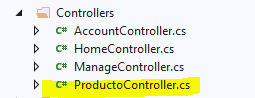 Controllers
C# AccountController.cs
C# HomeController.cs
C# ManageController.cs
C# ProductoController.cs